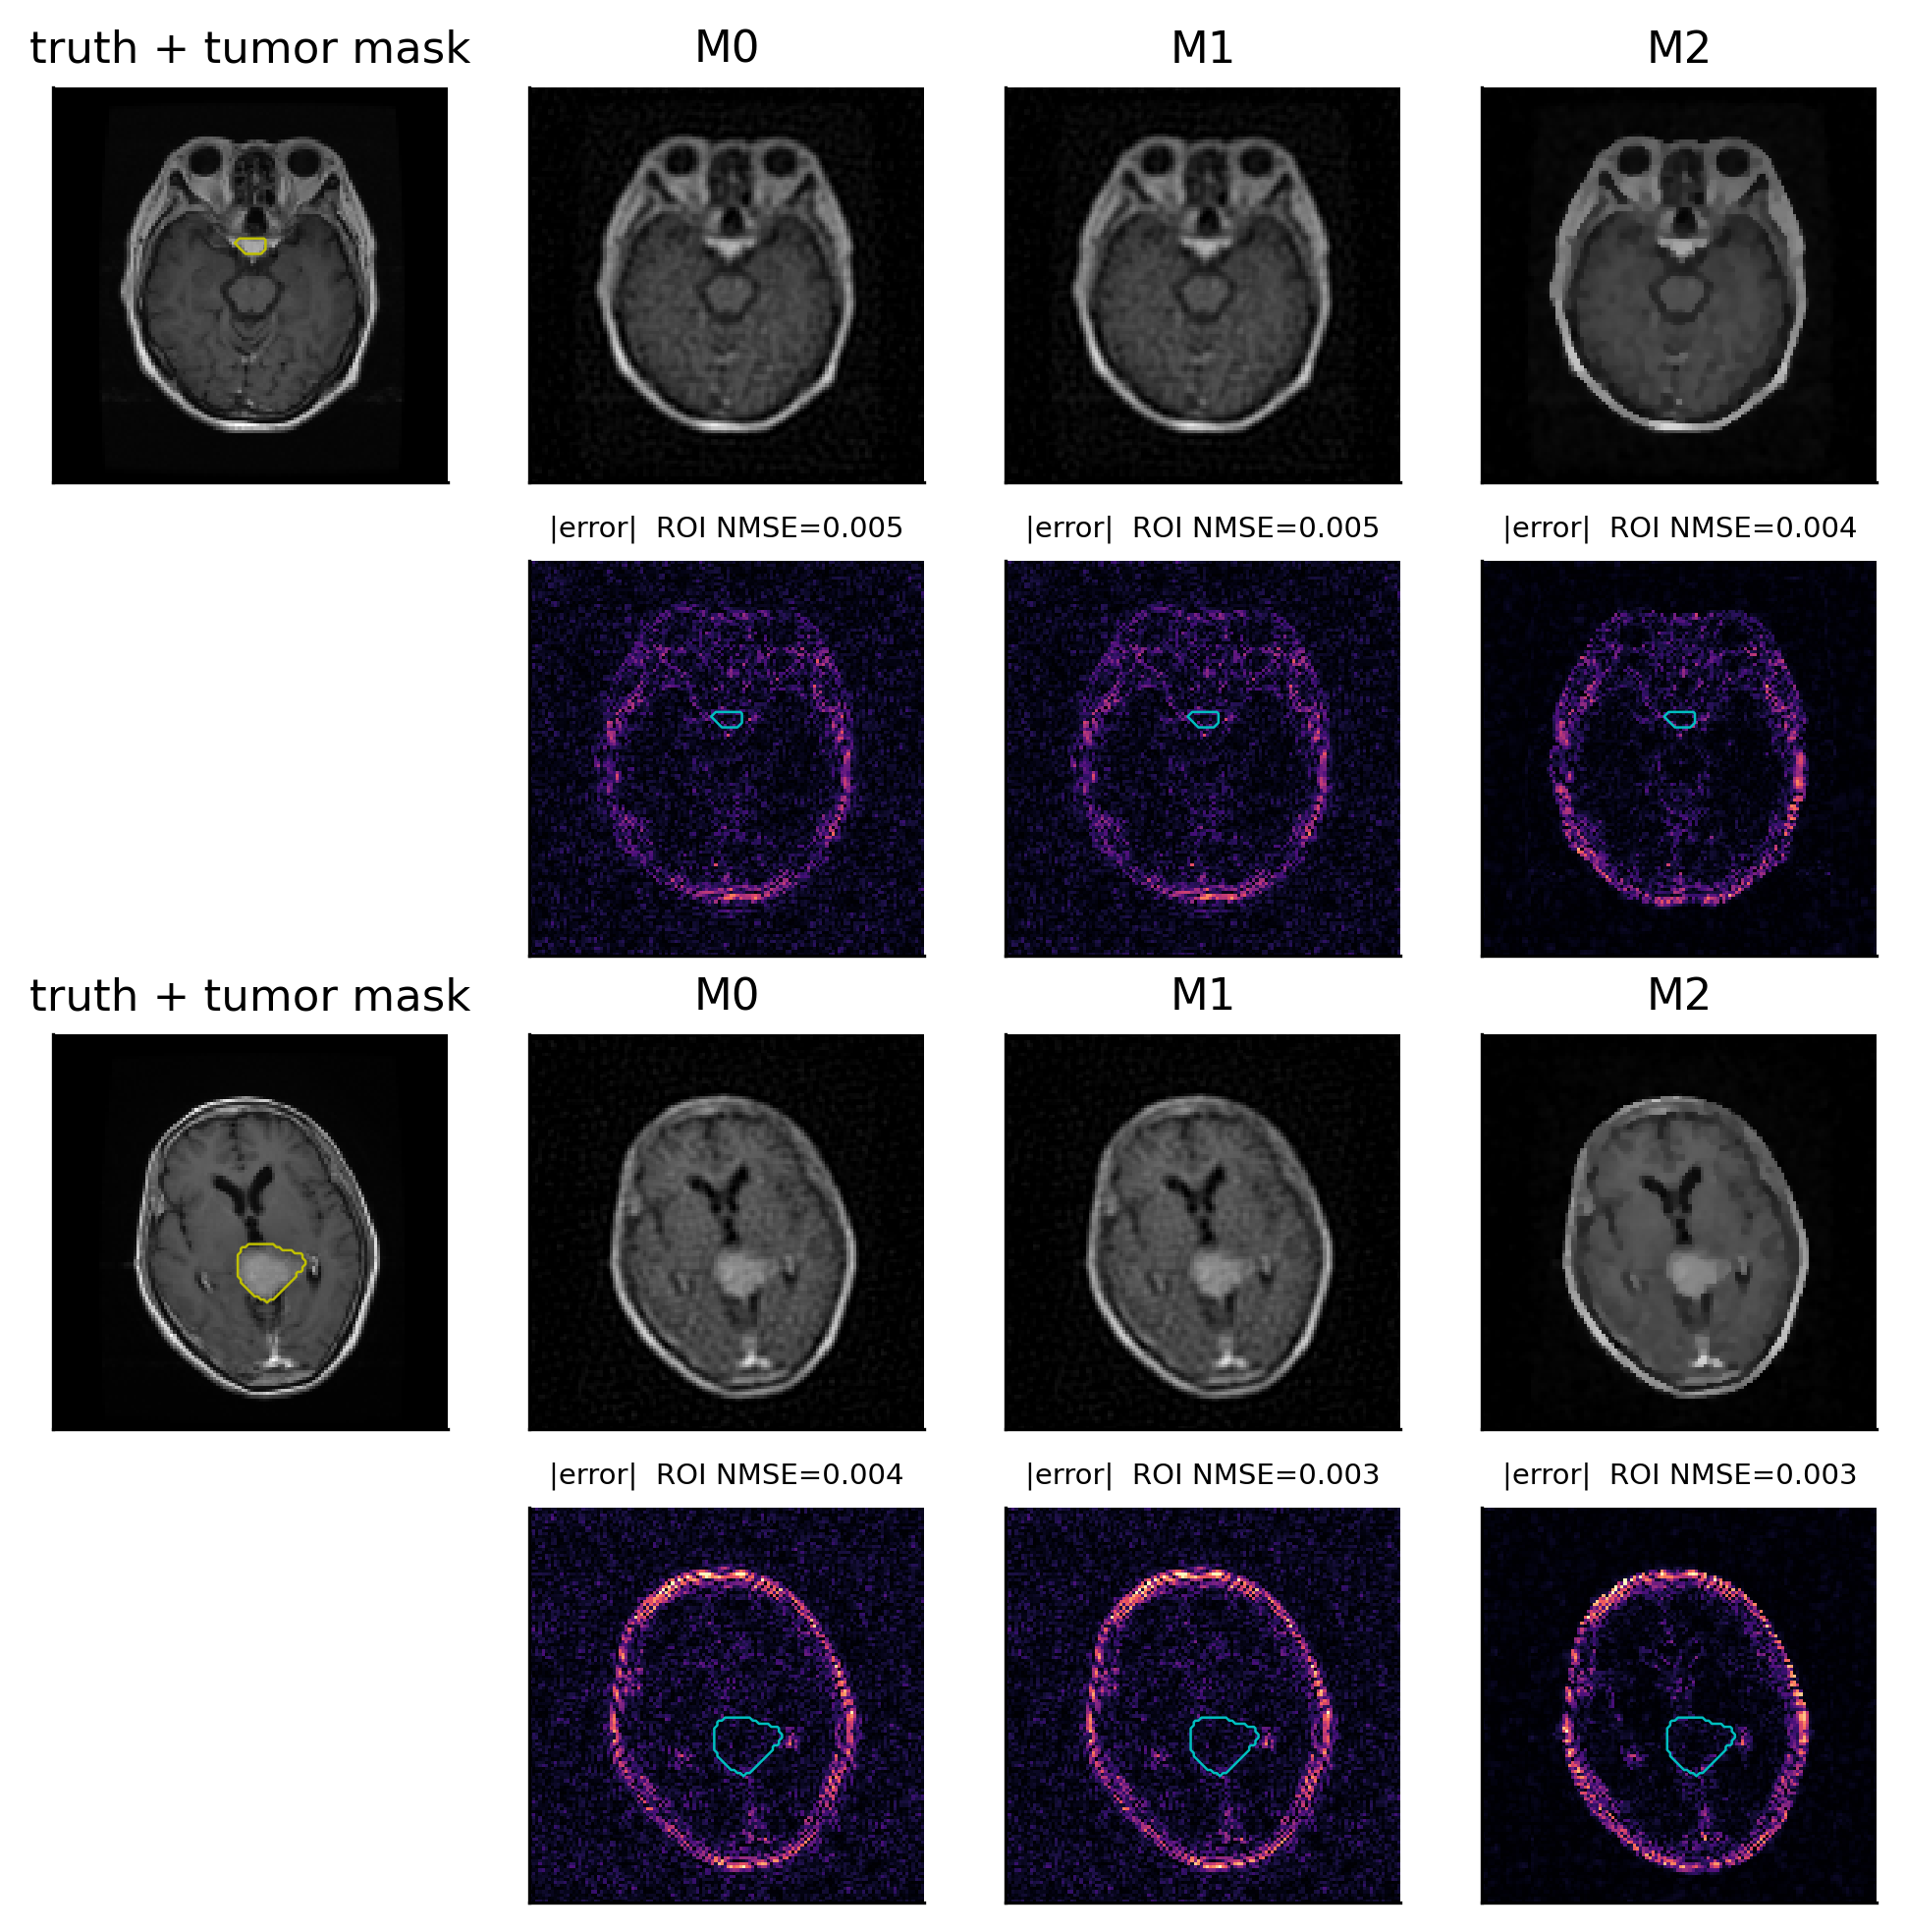 truth + tumor mask M0 M1 M2
|error| ROI NMSE=0.005 |error| ROI NMSE=0.005 |error| ROI NMSE=0.004
truth + tumor mask M0 M1 M2
|error| ROI NMSE=0.004 |error| ROI NMSE=0.003 |error| ROI NMSE=0.003